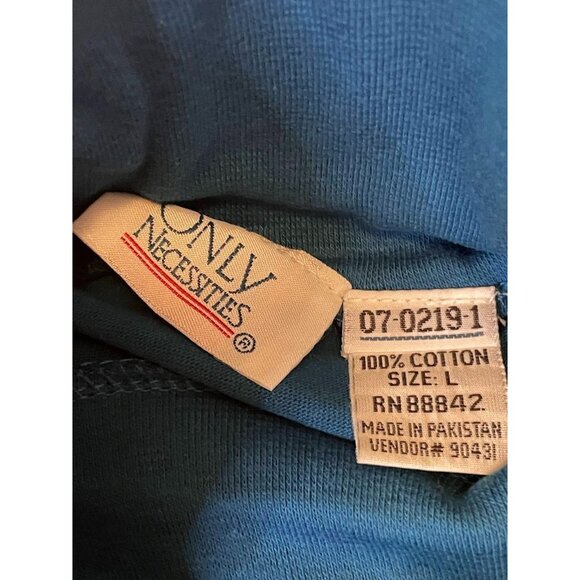 ONLY
NECESSITIES
®
07-0219-1
100% COTTON
SIZE: L
RN 88842
MADE IN PAKISTAN
VENDOR# 90431